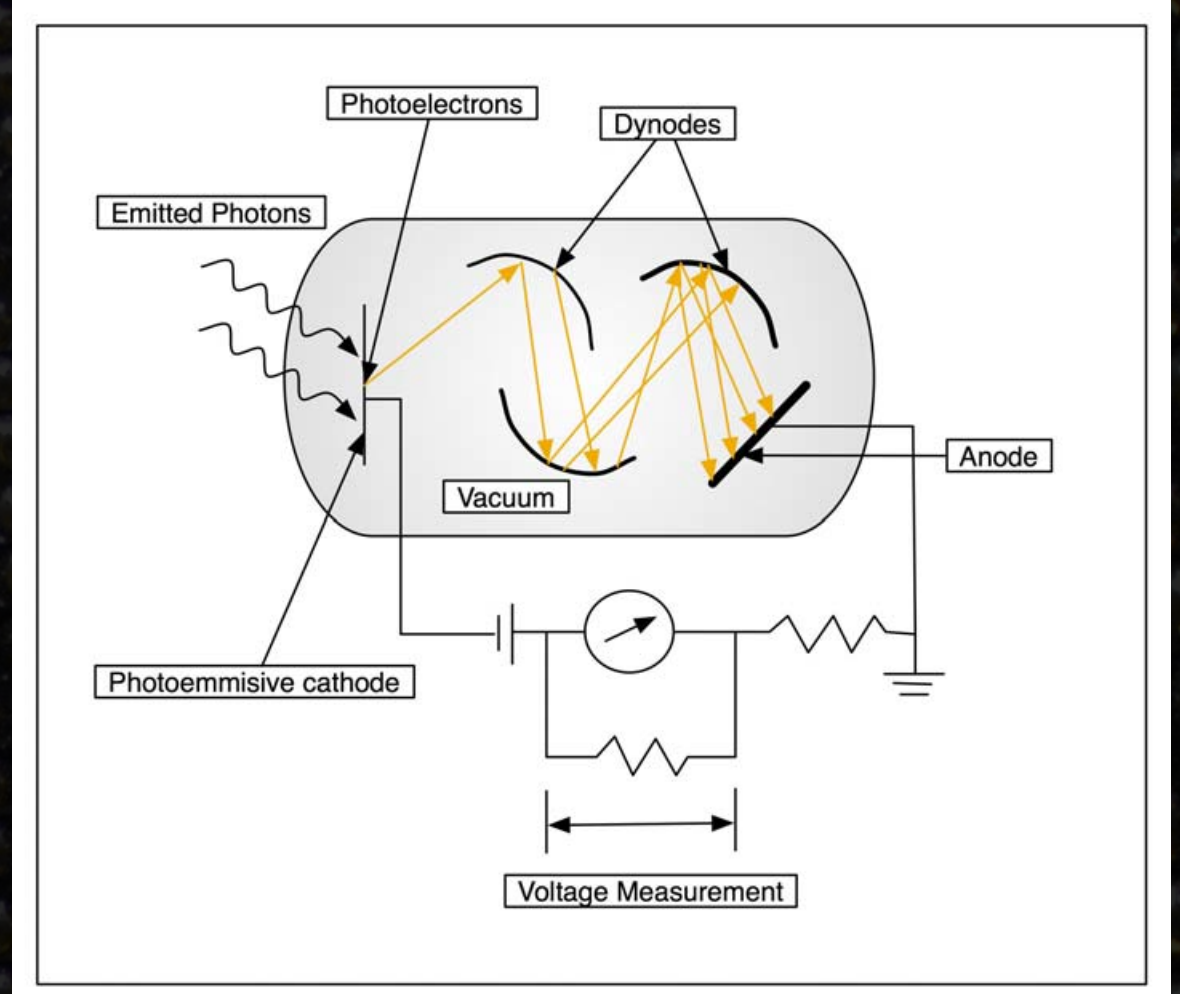 Photoelectrons
Dynodes
Emitted Photons
Vacuum
Anode
Photoemmisive cathode
Voltage Measurement